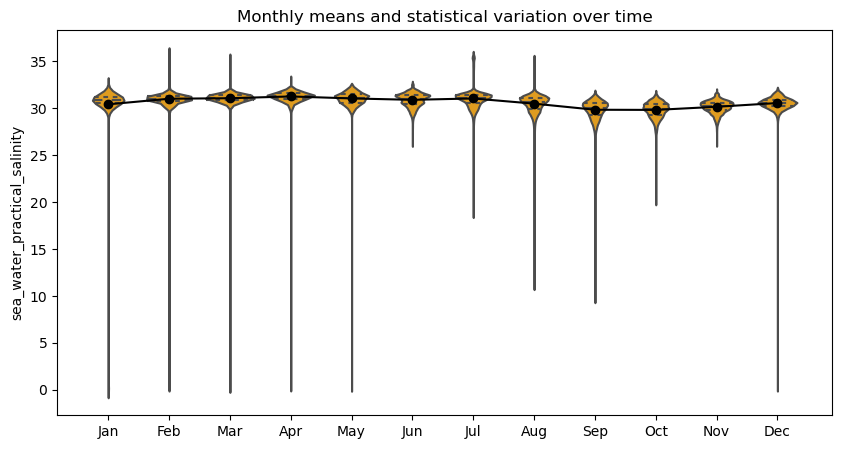 Monthly means and statistical variation over time
sea_water_practical_salinity
35
30
25
20
15
10
5
0
Jan Feb Mar Apr May Jun Jul Aug Sep Oct Nov Dec